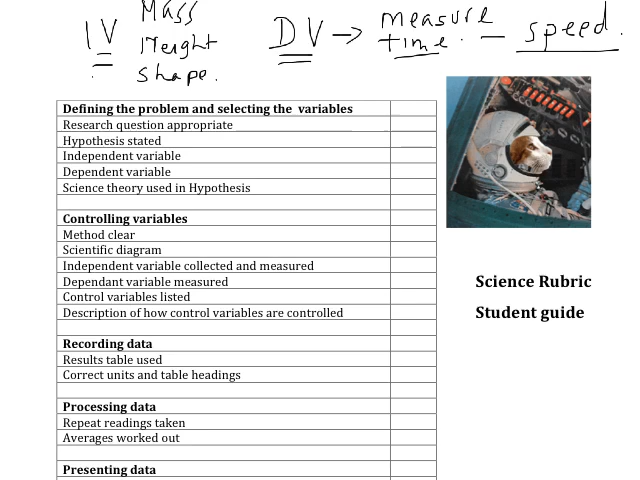 IV Mass
Height
shape.
DV → measure
time. — speed.
Defining the problem and selecting the  variables
Research question appropriate
Hypothesis stated
Independent variable
Dependent variable
Science theory used in Hypothesis
Controlling variables
Method clear
Scientific diagram
Independent variable collected and measured
Dependant variable measured
Control variables listed
Description of how control variables are controlled
Recording data
Results table used
Correct units and table headings
Processing data
Repeat readings taken
Averages worked out
Presenting data
Science Rubric
Student guide